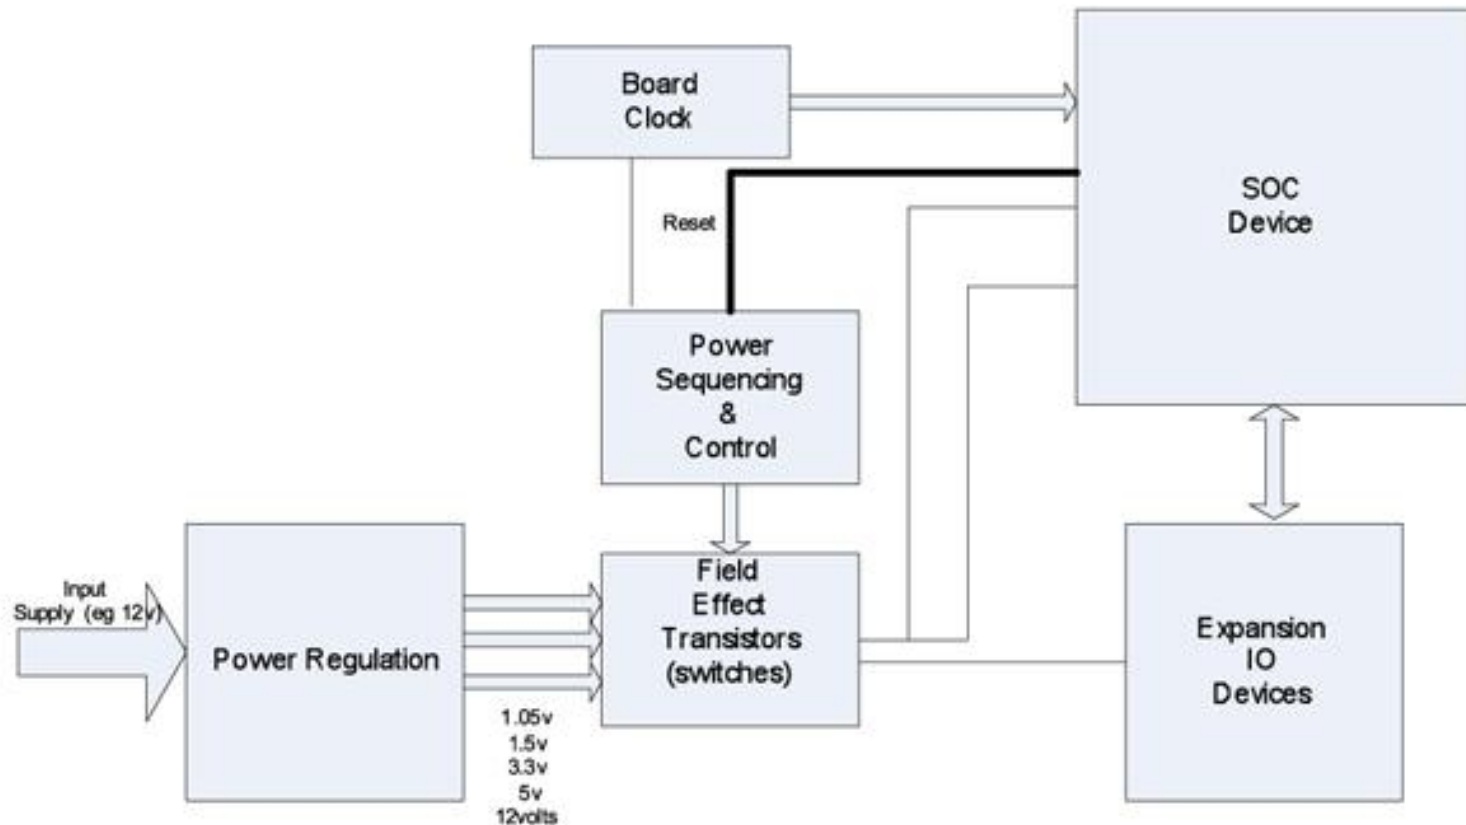 Board
Clock
SOC
Device
Reset
Power
Sequencing
&
Control
Input
Supply (eg 12v)
Power Regulation
Field
Effect
Transistors
(switches)
Expansion
IO
Devices
1.05v
1.5v
3.3v
5v
12volts